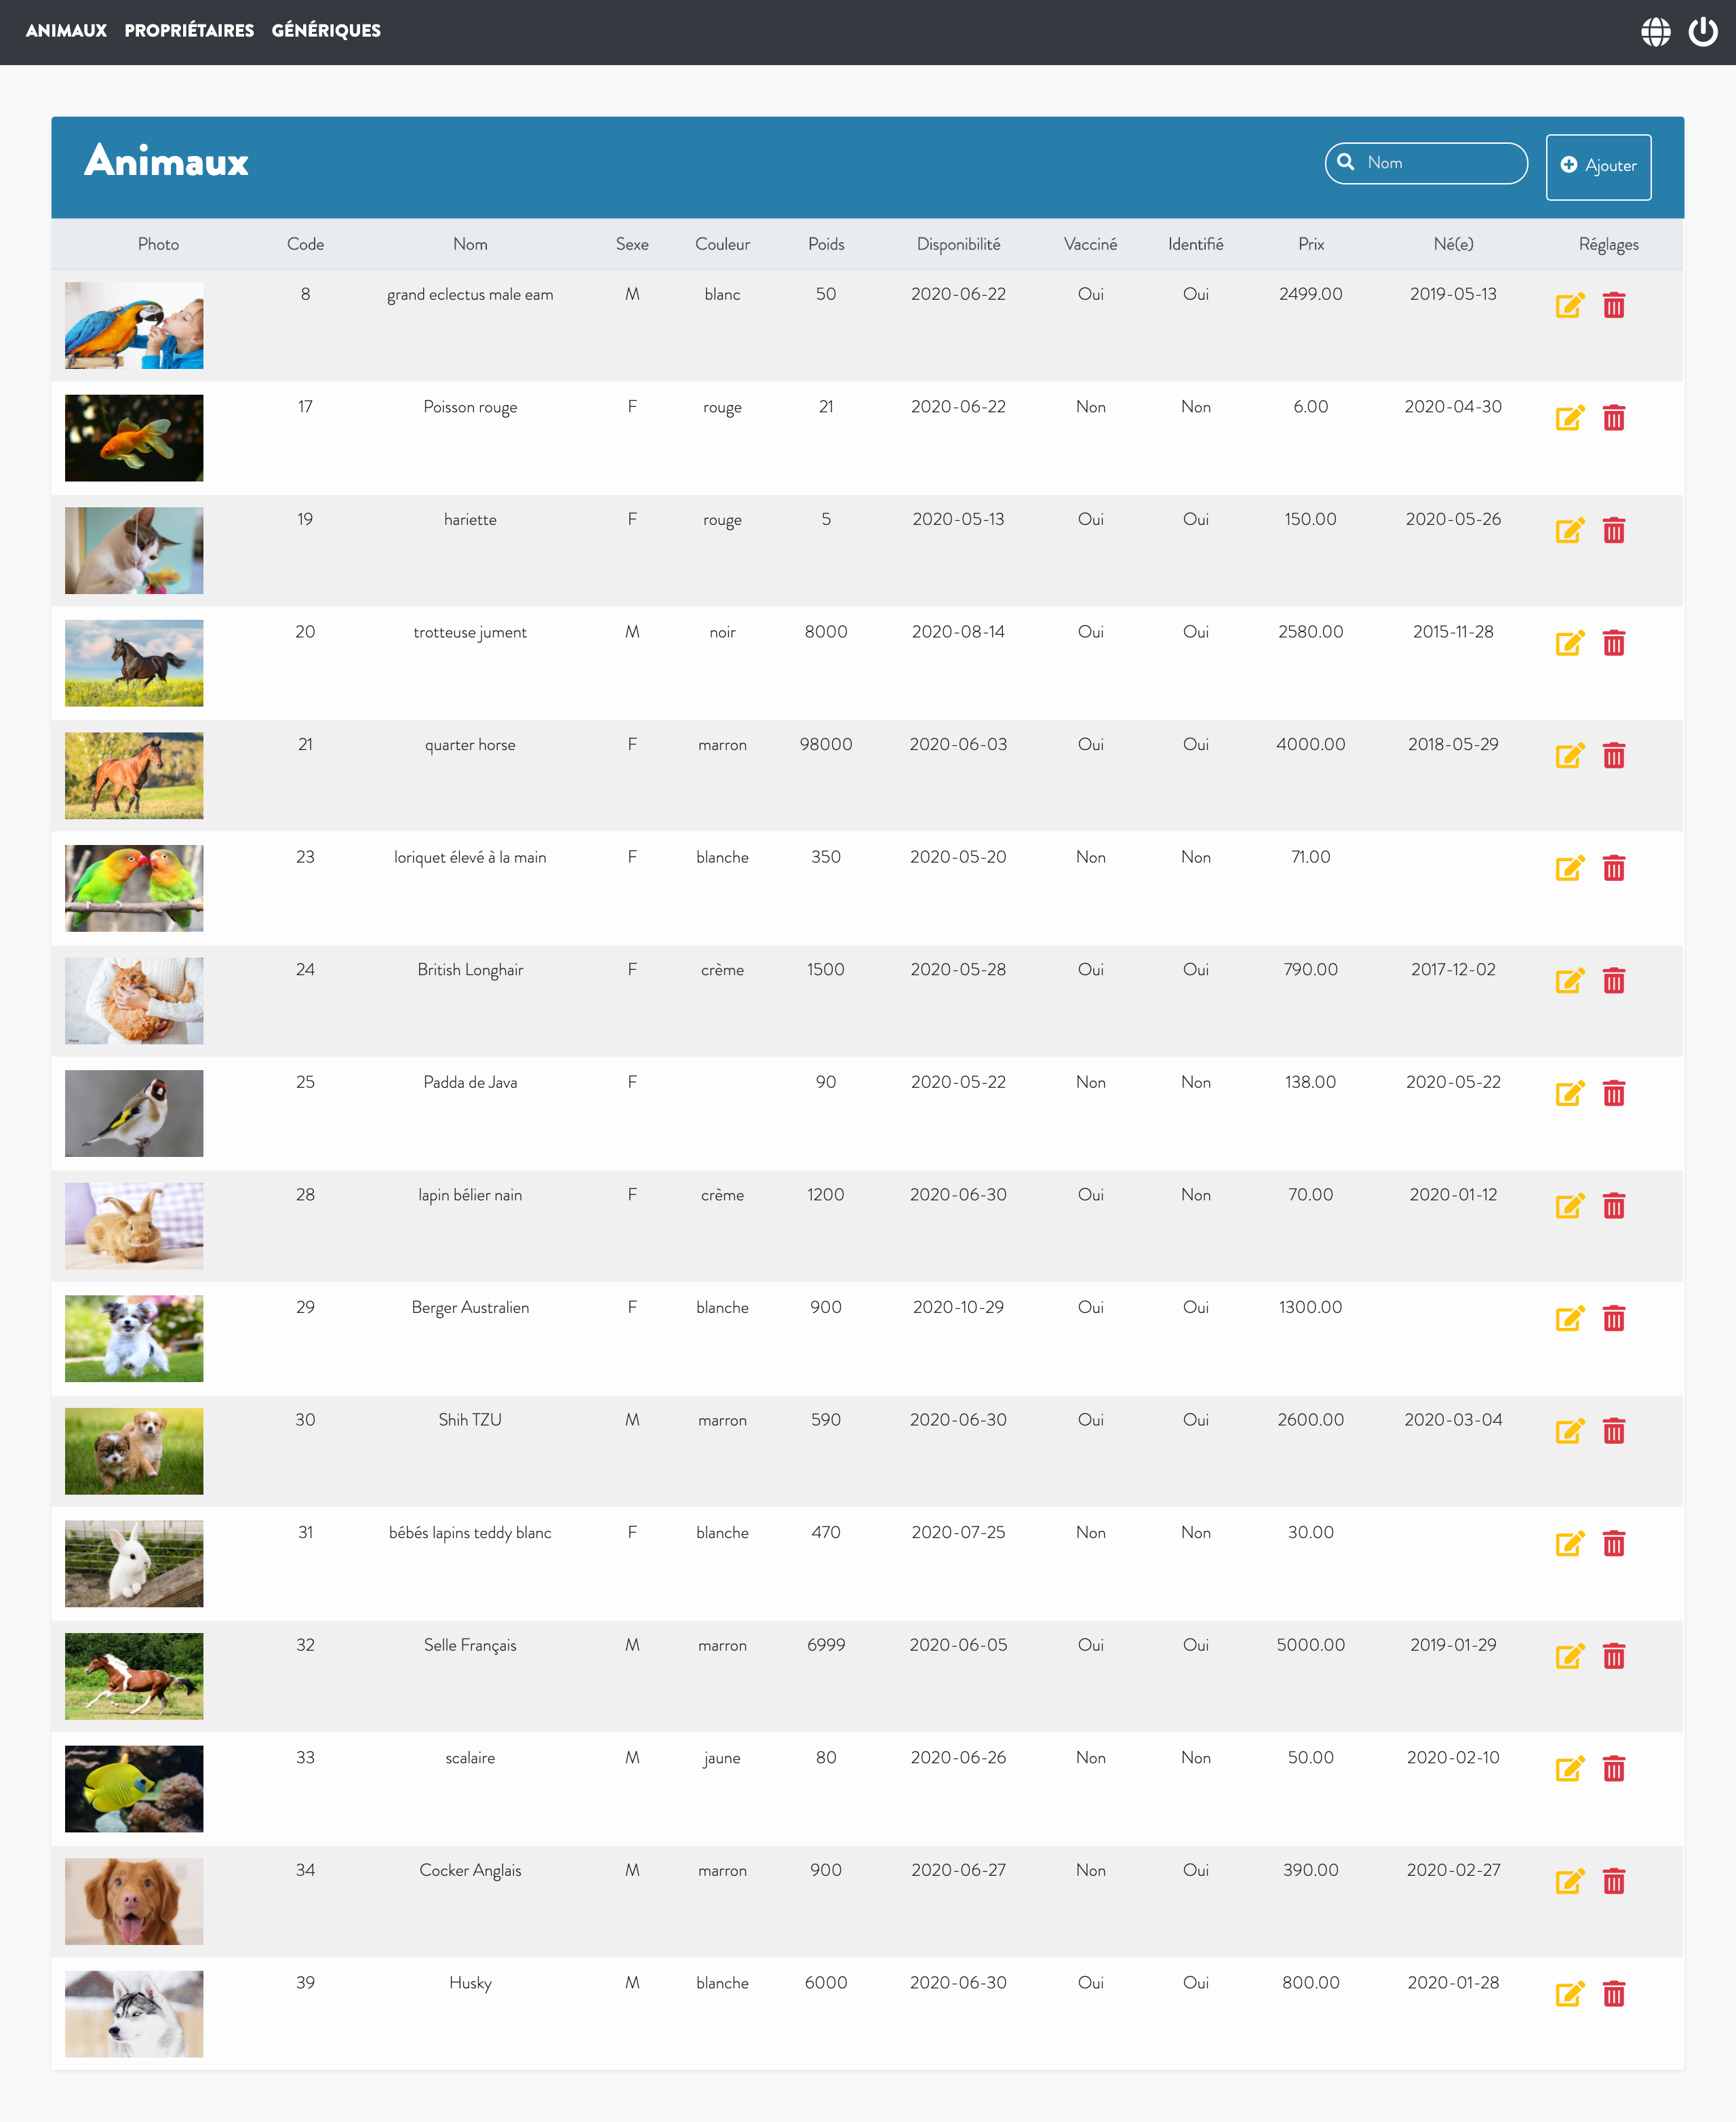 ANIMAUX PROPRIÉTAIRES GÉNÉRIQUES
Animaux Nom Ajouter
Photo Code Nom Sexe Couleur Poids Disponibilité Vacciné Identifié Prix Né(e) Réglages
8 grand eclectus male eam M blanc 50 2020-06-22 Oui Oui 2499.00 2019-05-13
17 Poisson rouge F rouge 21 2020-06-22 Non Non 6.00 2020-04-30
19 hariette F rouge 5 2020-05-13 Oui Oui 150.00 2020-05-26
20 trotteuse jument M noir 8000 2020-08-14 Oui Oui 2580.00 2015-11-28
21 quarter horse F marron 98000 2020-06-03 Oui Oui 4000.00 2018-05-29
23 loriquet élevé à la main F blanche 350 2020-05-20 Non Non 71.00
24 British Longhair F crème 1500 2020-05-28 Oui Oui 790.00 2017-12-02
25 Padda de Java F 90 2020-05-22 Non Non 138.00 2020-05-22
28 lapin bélier nain F crème 1200 2020-06-30 Oui Non 70.00 2020-01-12
29 Berger Australien F blanche 900 2020-10-29 Oui Oui 1300.00
30 Shih TZU M marron 590 2020-06-30 Oui Oui 2600.00 2020-03-04
31 bébés lapins teddy blanc F blanche 470 2020-07-25 Non Non 30.00
32 Selle Français M marron 6999 2020-06-05 Oui Oui 5000.00 2019-01-29
33 scalaire M jaune 80 2020-06-26 Non Non 50.00 2020-02-10
34 Cocker Anglais M marron 900 2020-06-27 Non Oui 390.00 2020-02-27
39 Husky M blanche 6000 2020-06-30 Oui Oui 800.00 2020-01-28